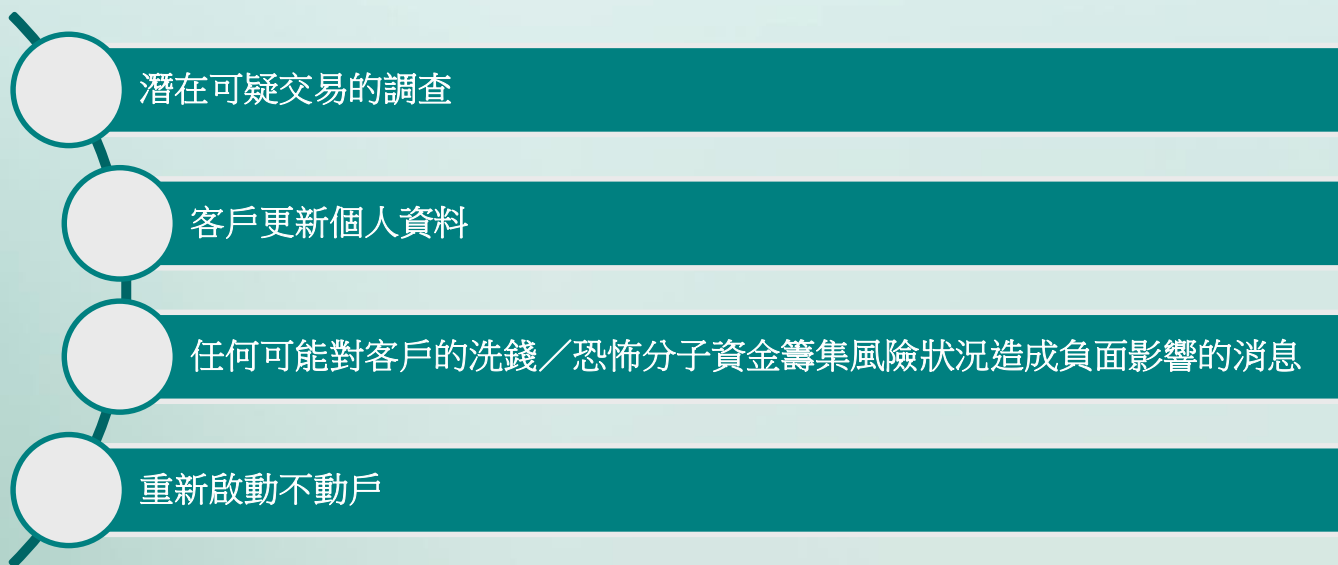 潛在可疑交易的調查
客戶更新個人資料
任何可能對客戶的洗錢／恐怖分子資金籌集風險狀況造成負面影響的消息
重新啟動不動戶